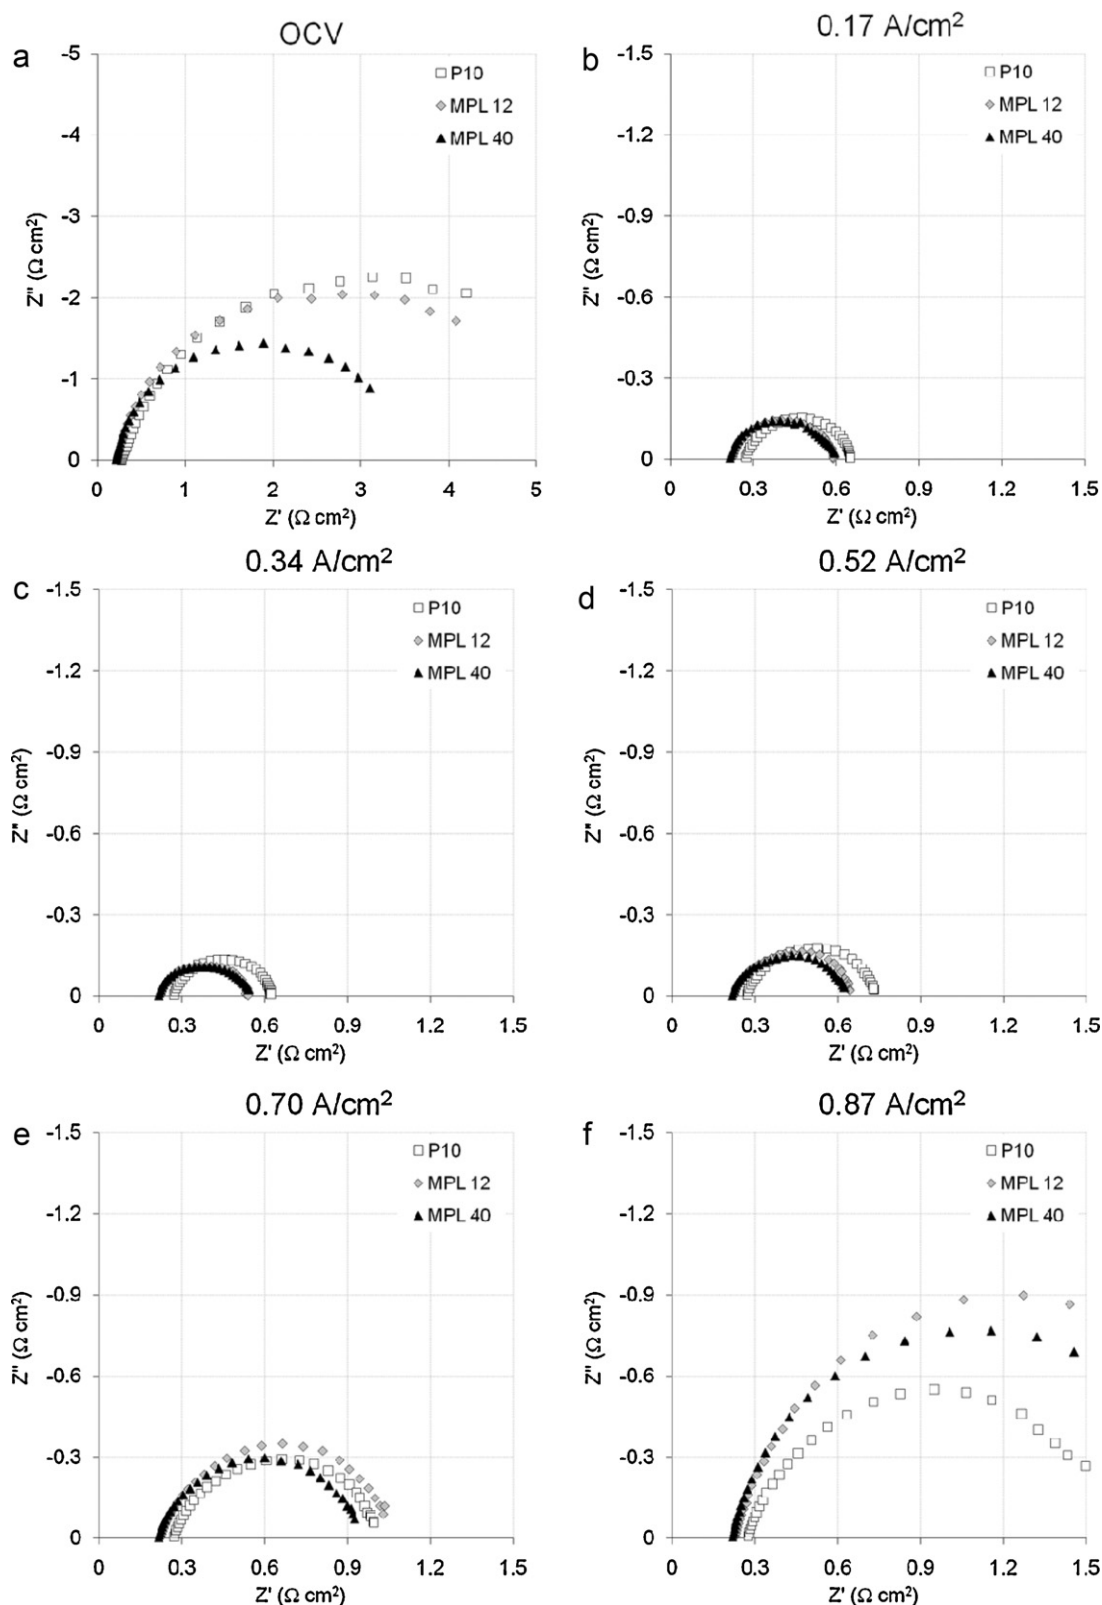 a
OCV
-5
-4
-3
-2
-1
0
0 1 2 3 4 5
Z'' (Ω cm²)
Z' (Ω cm²)
P10
MPL 12
MPL 40
b
0.17 A/cm²
-1.5
-1.2
-0.9
-0.6
-0.3
0
0 0.3 0.6 0.9 1.2 1.5
Z'' (Ω cm²)
Z' (Ω cm²)
P10
MPL 12
MPL 40
c
0.34 A/cm²
-1.5
-1.2
-0.9
-0.6
-0.3
0
0 0.3 0.6 0.9 1.2 1.5
Z'' (Ω cm²)
Z' (Ω cm²)
P10
MPL 12
MPL 40
d
0.52 A/cm²
-1.5
-1.2
-0.9
-0.6
-0.3
0
0 0.3 0.6 0.9 1.2 1.5
Z'' (Ω cm²)
Z' (Ω cm²)
P10
MPL 12
MPL 40
e
0.70 A/cm²
-1.5
-1.2
-0.9
-0.6
-0.3
0
0 0.3 0.6 0.9 1.2 1.5
Z'' (Ω cm²)
Z' (Ω cm²)
P10
MPL 12
MPL 40
f
0.87 A/cm²
-1.5
-1.2
-0.9
-0.6
-0.3
0
0 0.3 0.6 0.9 1.2 1.5
Z'' (Ω cm²)
Z' (Ω cm²)
P10
MPL 12
MPL 40